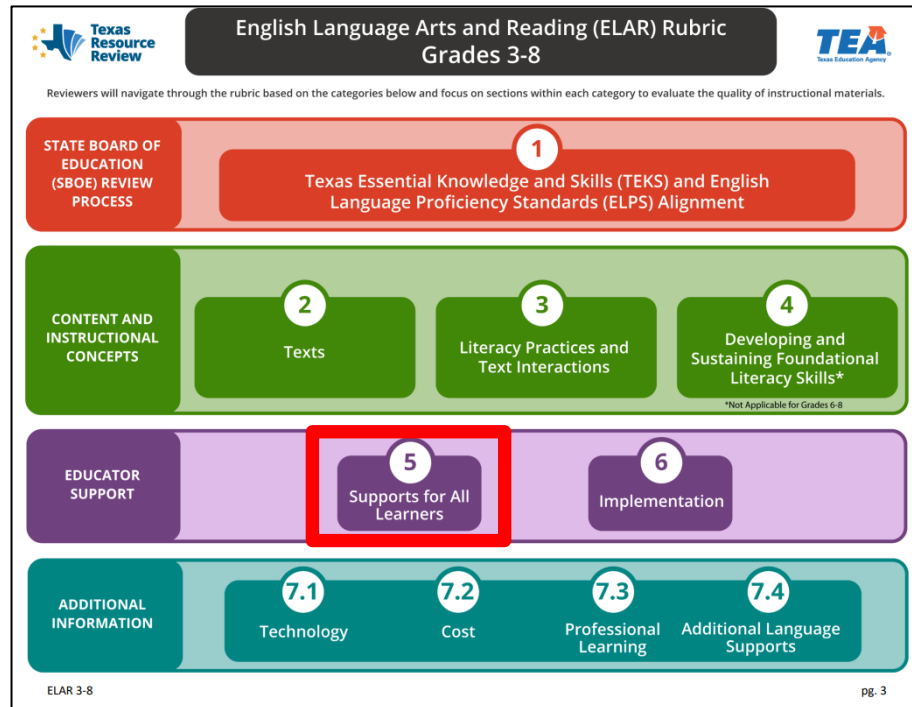 Texas
Resource
Review
English Language Arts and Reading (ELAR) Rubric
Grades 3-8
TEA
Texas Education Agency
Reviewers will navigate through the rubric based on the categories below and focus on sections within each category to evaluate the quality of instructional materials.
STATE BOARD OF
EDUCATION
(SBOE) REVIEW
PROCESS
1
Texas Essential Knowledge and Skills (TEKS) and English
Language Proficiency Standards (ELPS) Alignment
CONTENT AND
INSTRUCTIONAL
CONCEPTS
2
Texts
3
Literacy Practices and
Text Interactions
4
Developing and
Sustaining Foundational
Literacy Skills*
*Not Applicable for Grades 6-8
EDUCATOR
SUPPORT
5
Supports for All
Learners
6
Implementation
ADDITIONAL
INFORMATION
7.1
Technology
7.2
Cost
7.3
Professional
Learning
7.4
Additional Language
Supports
ELAR 3-8
pg. 3